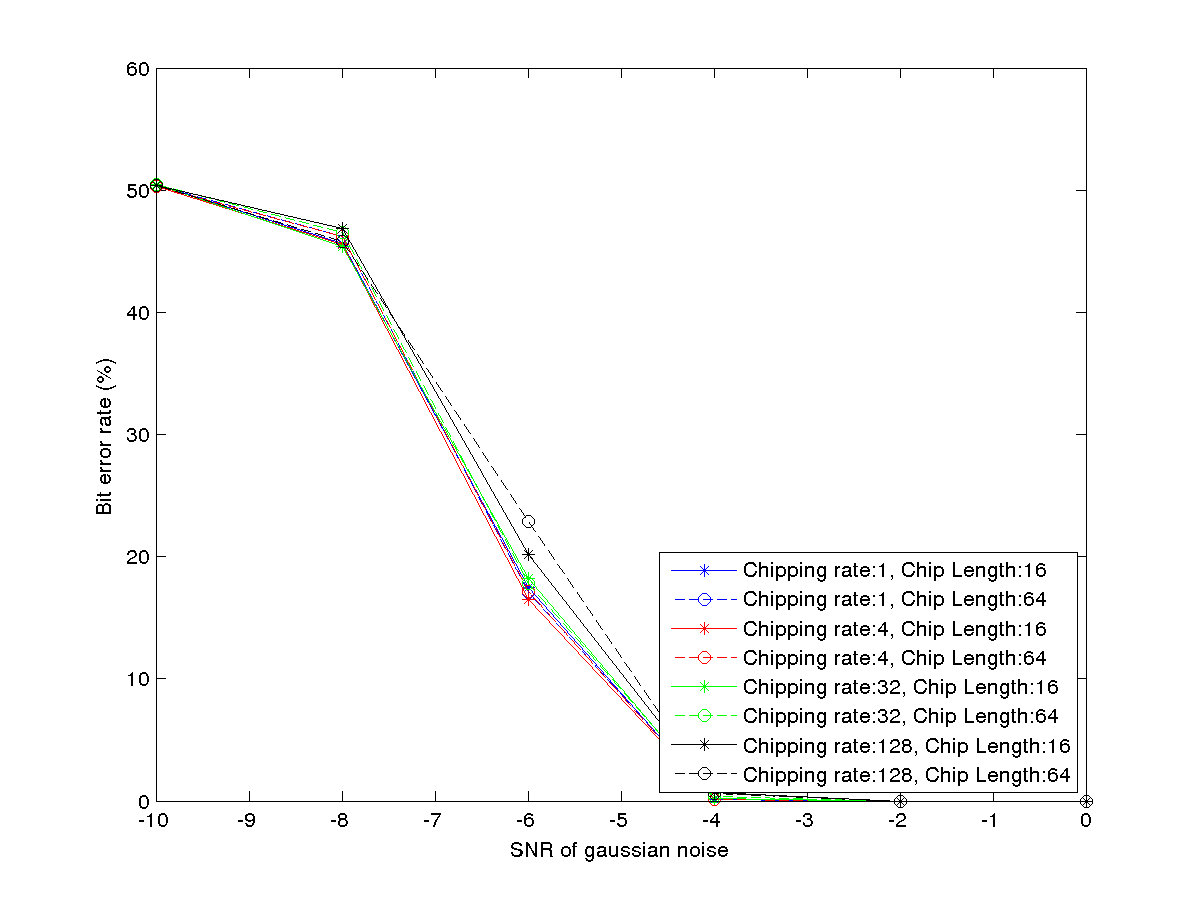 60
50
40
30
20
10
0
Bit error rate (%)
Chipping rate:1, Chip Length:16
Chipping rate:1, Chip Length:64
Chipping rate:4, Chip Length:16
Chipping rate:4, Chip Length:64
Chipping rate:32, Chip Length:16
Chipping rate:32, Chip Length:64
Chipping rate:128, Chip Length:16
Chipping rate:128, Chip Length:64
-10 -9 -8 -7 -6 -5 -4 -3 -2 -1 0
SNR of gaussian noise